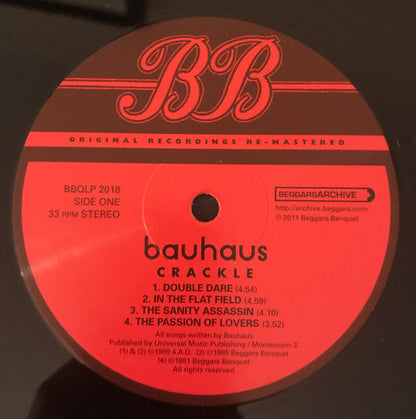 BB
ORIGINAL RECORDINGS RE-MASTERED
BBQLP 2018
SIDE ONE
33 RPM STEREO
BEGGARSARCHIVE
http://archive.beggars.com
℗ 2011 Beggars Banquet
bauhaus
CRACKLE
1. DOUBLE DARE (4.54)
2. IN THE FLAT FIELD (4.59)
3. THE SANITY ASSASSIN (4.10)
4. THE PASSION OF LOVERS (3.52)
All songs written by Bauhaus.
Published by Universal Music Publishing / Momentum 3.
(1) & (2) ©1980 4.A.D. (3) ©1985 Beggars Banquet
(4) ©1981 Beggars Banquet
All rights reserved.